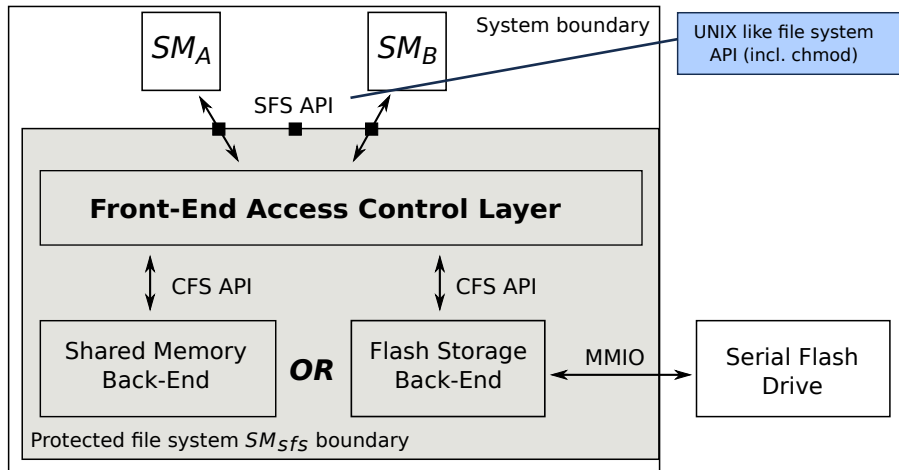 SM_A
SM_B
System boundary
UNIX like file system
API (incl. chmod)
SFS API
Front-End Access Control Layer
CFS API
CFS API
Shared Memory
Back-End
OR
Flash Storage
Back-End
MMIO
Serial Flash
Drive
Protected file system SM_sfs boundary